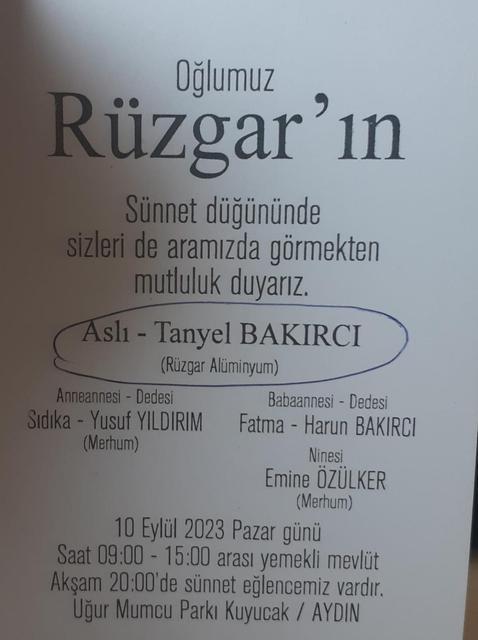 Oğlumuz
Rüzgar'ın
Sünnet düğününde
sizleri de aramızda görmekten
mutluluk duyarız.
Aslı - Tanyel BAKIRCI
(Rüzgar Alüminyum)
Anneannesi - Dedesi
Sıdıka - Yusuf YILDIRIM
(Merhum)
Babaannesi - Dedesi
Fatma - Harun BAKIRCI
Ninesi
Emine ÖZÜLKER
(Merhum)
10 Eylül 2023 Pazar günü
Saat 09:00 - 15:00 arası yemekli mevlüt
Akşam 20:00'de sünnet eğlencemiz vardır.
Uğur Mumcu Parkı Kuyucak / AYDIN